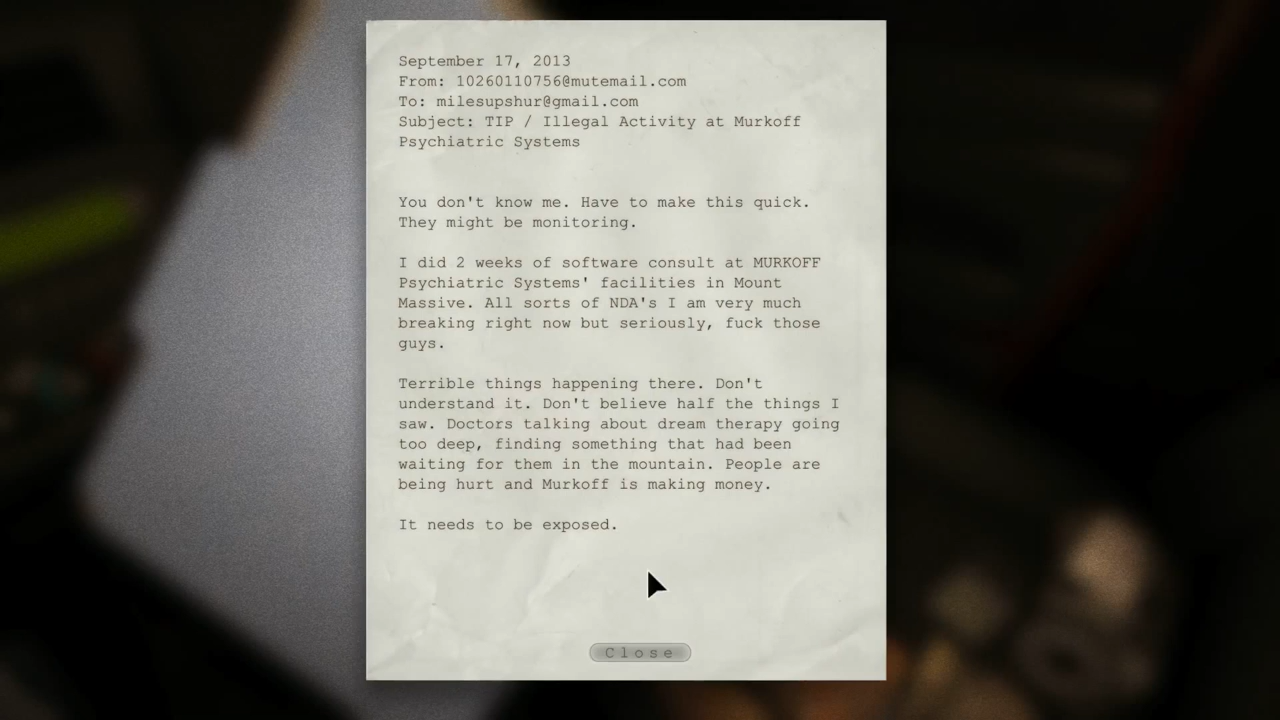 September 17, 2013
From: 10260110756@mutemail.com
To: milesupshur@gmail.com
Subject: TIP / Illegal Activity at Murkoff
Psychiatric Systems
You don't know me. Have to make this quick.
They might be monitoring.
I did 2 weeks of software consult at MURKOFF
Psychiatric Systems' facilities in Mount
Massive. All sorts of NDA's I am very much
breaking right now but seriously, fuck those
guys.
Terrible things happening there. Don't
understand it. Don't believe half the things I
saw. Doctors talking about dream therapy going
too deep, finding something that had been
waiting for them in the mountain. People are
being hurt and Murkoff is making money.
It needs to be exposed.
Close